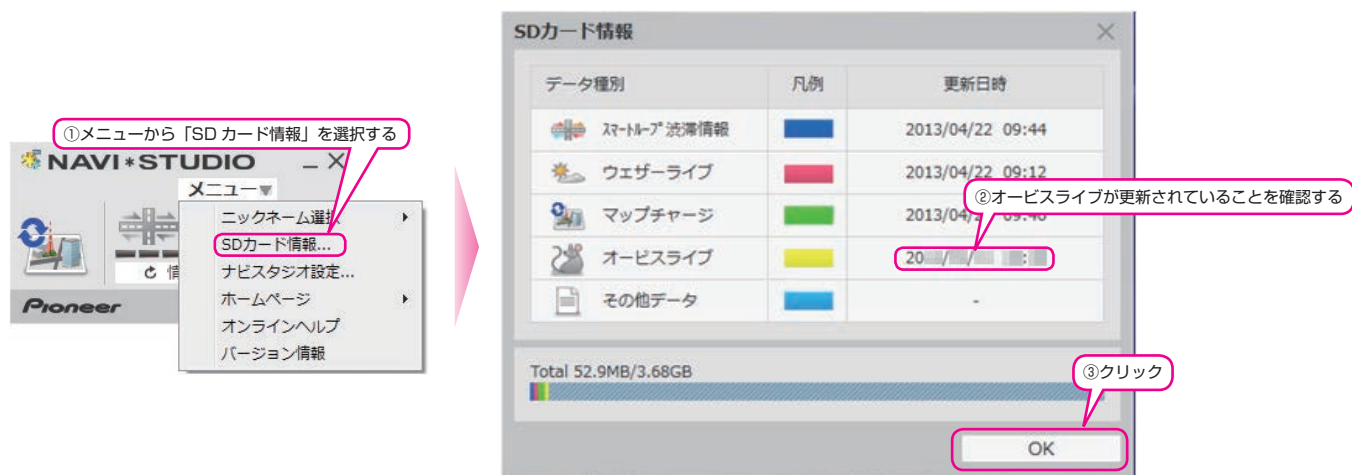 ①メニューから「SD カード情報」を選択する
NAVI*STUDIO
メニュー▼
ニックネーム選択
SDカード情報...
ナビスタジオ設定...
ホームページ
オンラインヘルプ
バージョン情報
情
Pioneer
SDカード情報
データ種別 凡例 更新日時
スマートループ渋滞情報 2013/04/22 09:44
ウェザーライブ 2013/04/22 09:12
②オービスライブが更新されていることを確認する
マップチャージ 2013/04/
オービスライブ 20 / / :
その他データ -
Total 52.9MB/3.68GB
③クリック
OK